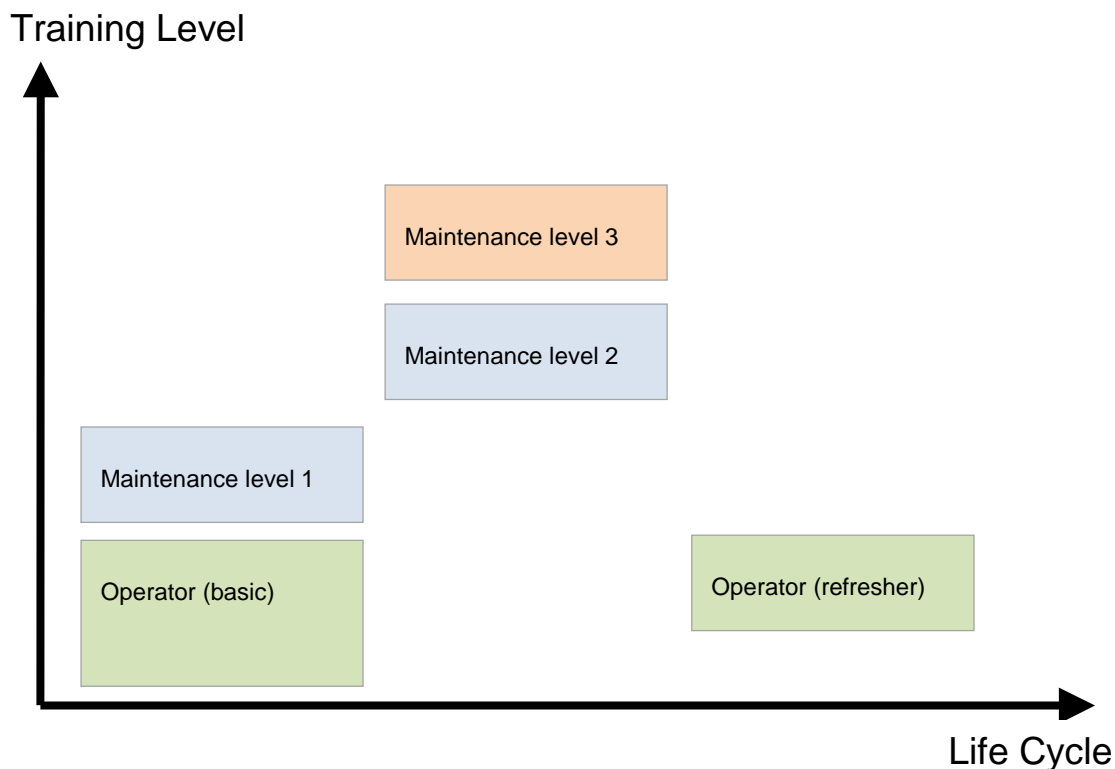 Training Level
Maintenance level 3
Maintenance level 2
Maintenance level 1
Operator (basic)
Operator (refresher)
Life Cycle